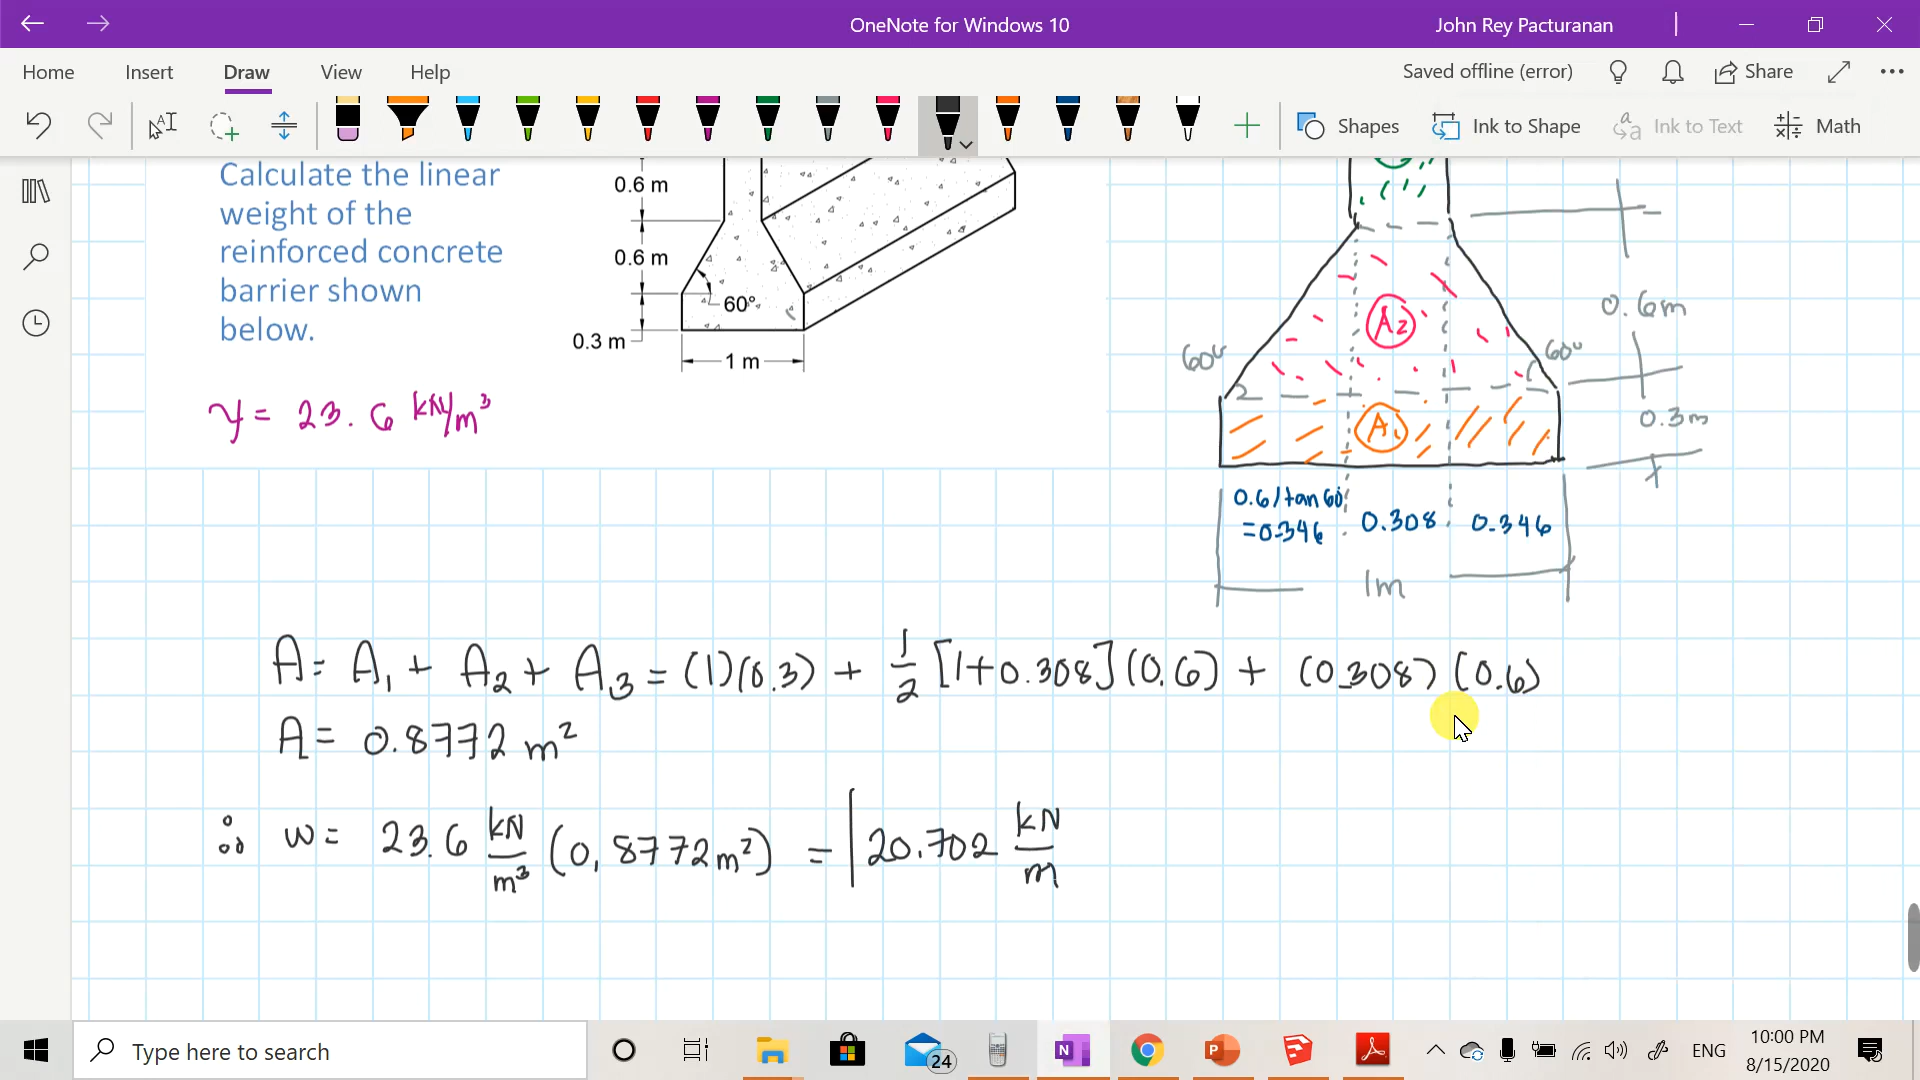 OneNote for Windows 10
John Rey Pacturanan
Home Insert Draw View Help
Saved offline (error)
Share
Shapes
Ink to Shape
Ink to Text
Math
Calculate the linear
weight of the
reinforced concrete
barrier shown
below.
0.6 m
0.6 m
60°
0.3 m
1 m
γ = 23.6 kN/m³
A2
A1
60°
60°
0.6m
0.3m
0.6/tan60
=0.346
0.308
0.346
1m
A = A₁ + A₂ + A₃ = (1)(0.3) + 1/2 [1+0.308](0.6) + (0.308)(0.6)
A = 0.8772 m²
∴ w = 23.6 kN/m³ (0.8772m²) = 20.702 kN/m
Type here to search
24
ENG
10:00 PM
8/15/2020